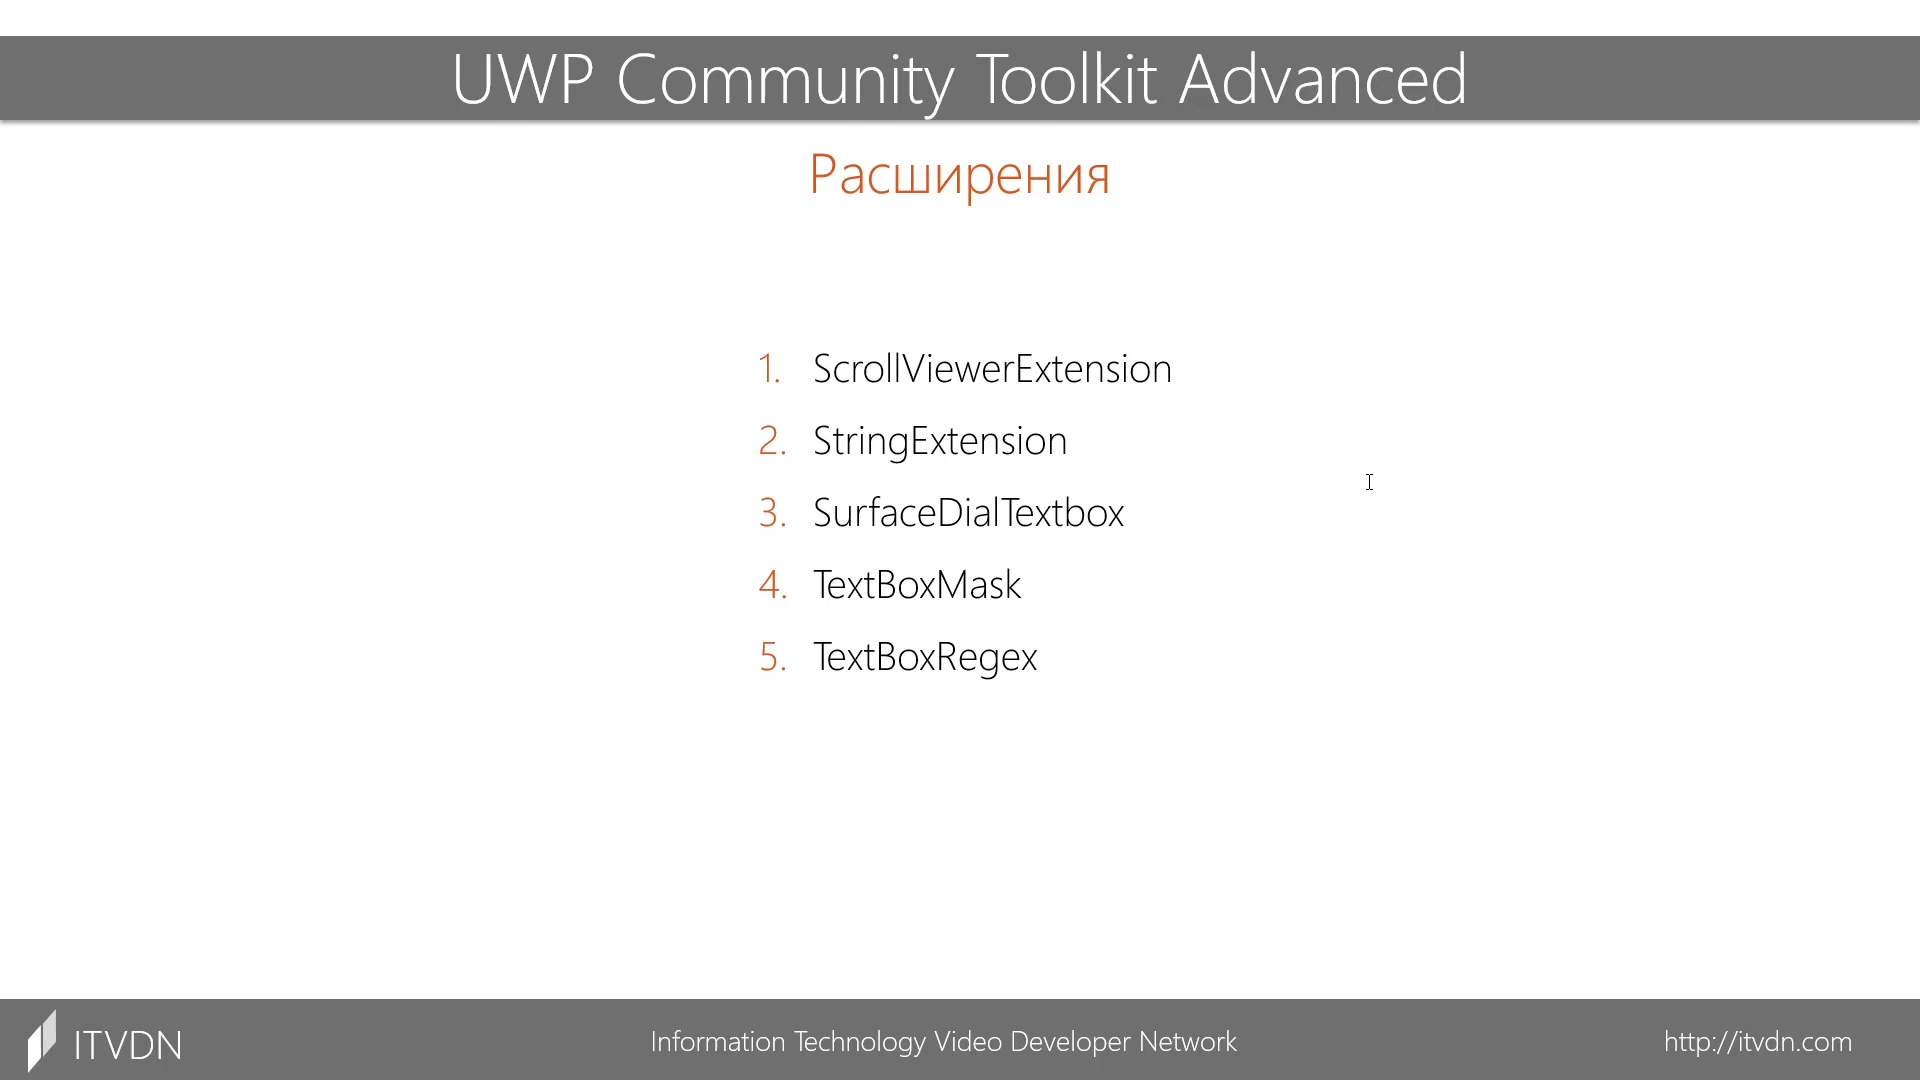 UWP Community Toolkit Advanced
Расширения
1. ScrollViewerExtension
2. StringExtension
3. SurfaceDialTextbox
4. TextBoxMask
5. TextBoxRegex
ITVDN
Information Technology Video Developer Network
http://itvdn.com